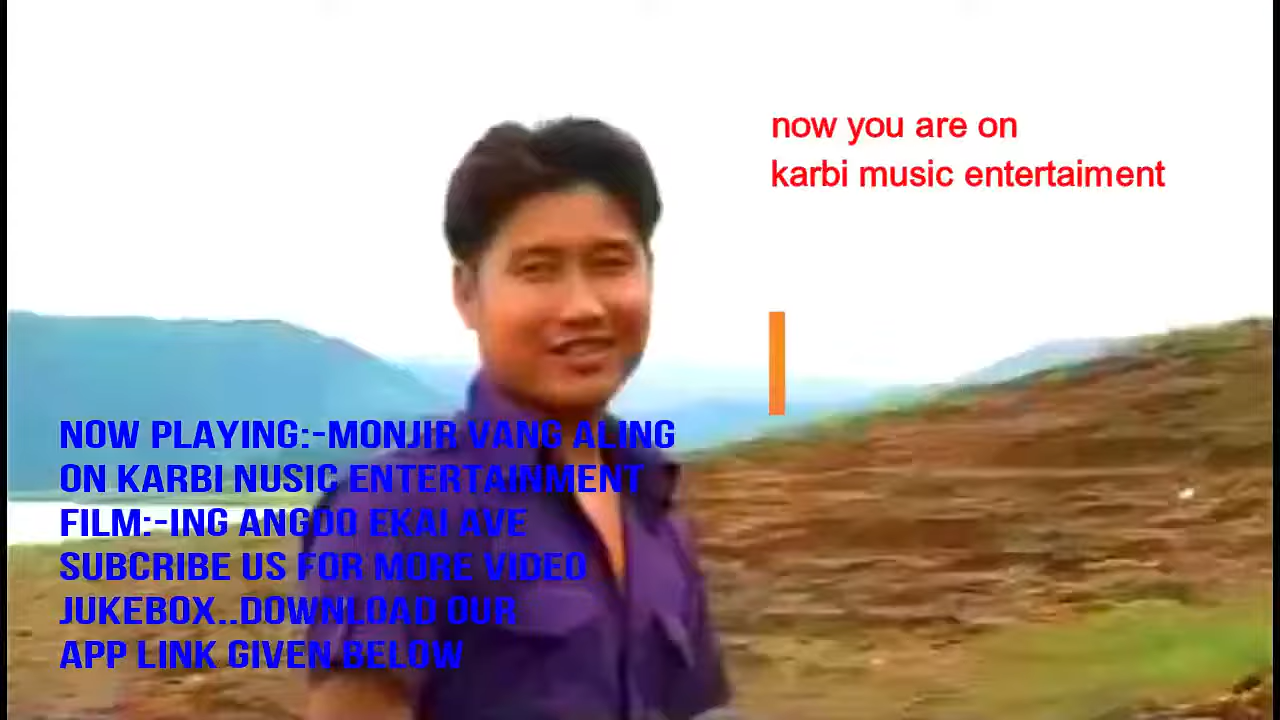 now you are on
karbi music entertaiment
NOW PLAYING:-MONJIR VANG ALING
ON KARBI NUSIC ENTERTAINMENT
FILM:-ING ANGDO EKAI AVE
SUBCRIBE US FOR MORE VIDEO
JUKEBOX..DOWNLOAD OUR
APP LINK GIVEN BELOW